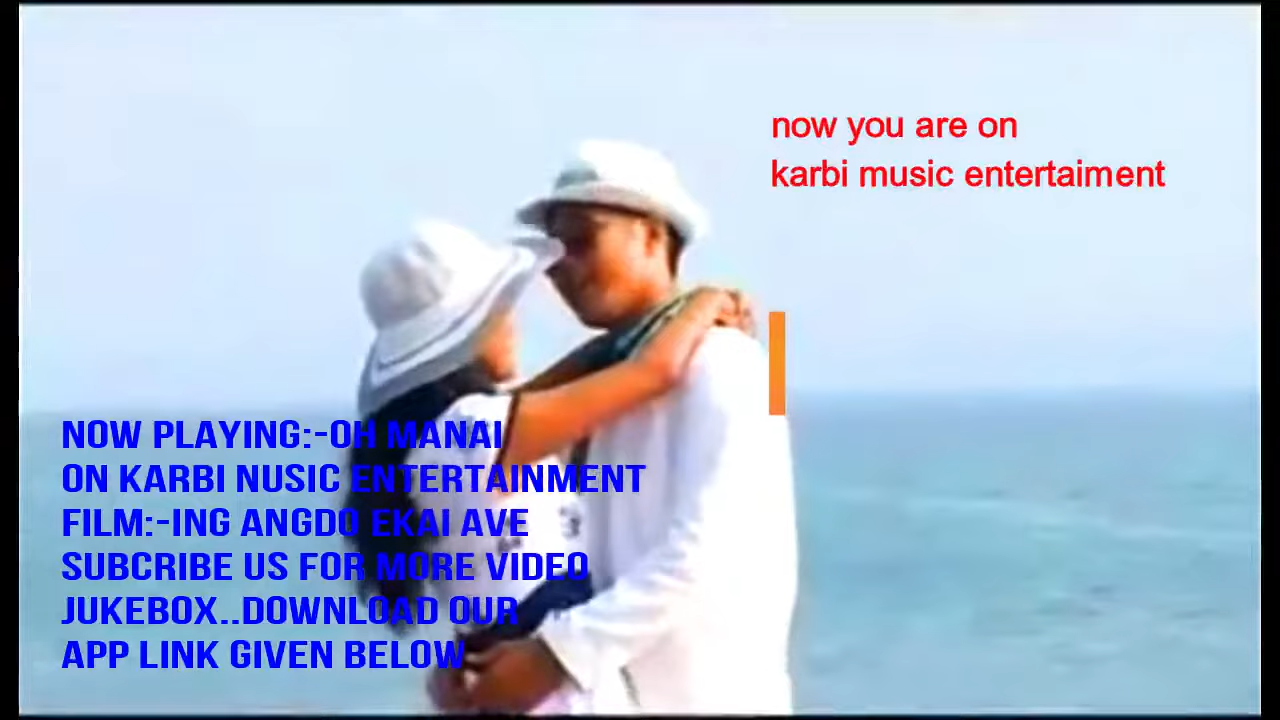 now you are on
karbi music entertaiment
NOW PLAYING:-OH MANAI
ON KARBI NUSIC ENTERTAINMENT
FILM:-ING ANGDO EKAI AVE
SUBCRIBE US FOR MORE VIDEO
JUKEBOX..DOWNLOAD OUR
APP LINK GIVEN BELOW